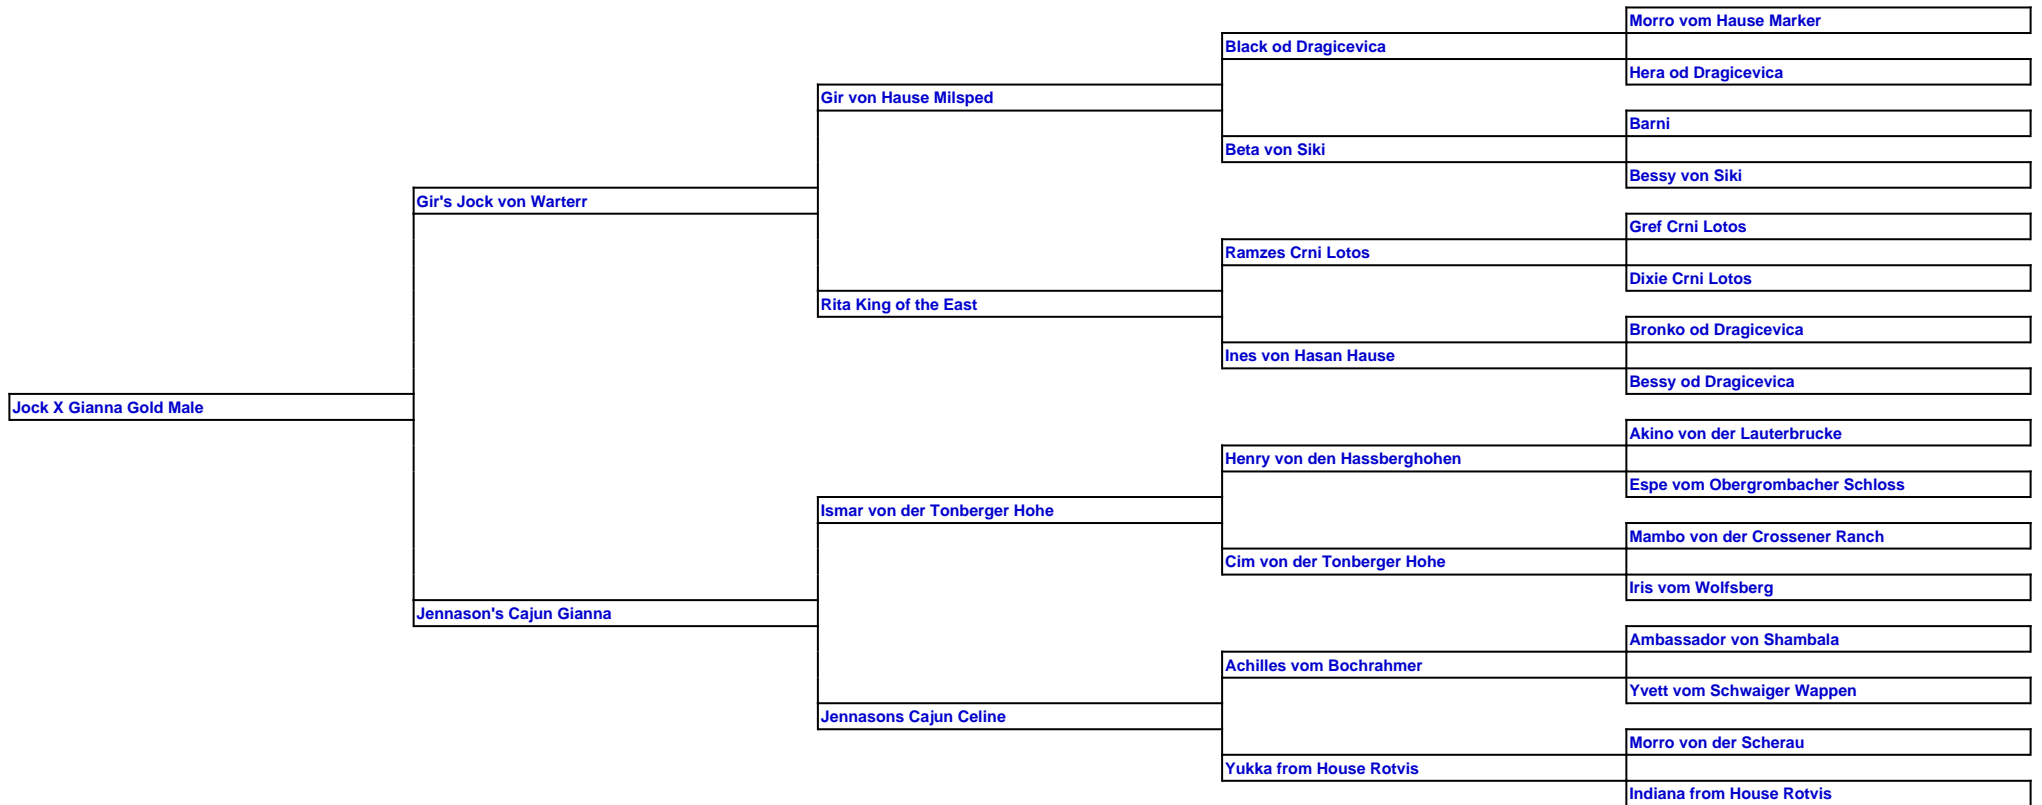 Morro vom Hause Marker
Black od Dragicevica
Hera od Dragicevica
Gir von Hause Milsped
Barni
Beta von Siki
Bessy von Siki
Gir's Jock von Warterr
Gref Crni Lotos
Ramzes Crni Lotos
Dixie Crni Lotos
Rita King of the East
Bronko od Dragicevica
Ines von Hasan Hause
Bessy od Dragicevica
Jock X Gianna Gold Male
Akino von der Lauterbrucke
Henry von den Hassberghohen
Espe vom Obergrombacher Schloss
Ismar von der Tonberger Hohe
Mambo von der Crossener Ranch
Cim von der Tonberger Hohe
Iris vom Wolfsberg
Jennason's Cajun Gianna
Ambassador von Shambala
Achilles vom Bochrahmer
Yvett vom Schwaiger Wappen
Jennasons Cajun Celine
Morro von der Scherau
Yukka from House Rotvis
Indiana from House Rotvis